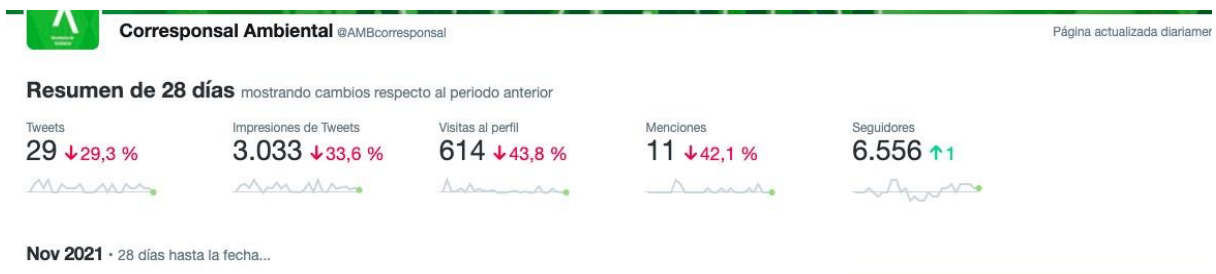 Corresponsal Ambiental @AMBcorresponsal
Página actualizada diariamer
Resumen de 28 días mostrando cambios respecto al periodo anterior
Tweets Impresiones de Tweets Visitas al perfil Menciones Seguidores
29 ↓29,3 % 3.033 ↓33,6 % 614 ↓43,8 % 11 ↓42,1 % 6.556 ↑1
Nov 2021 · 28 días hasta la fecha...